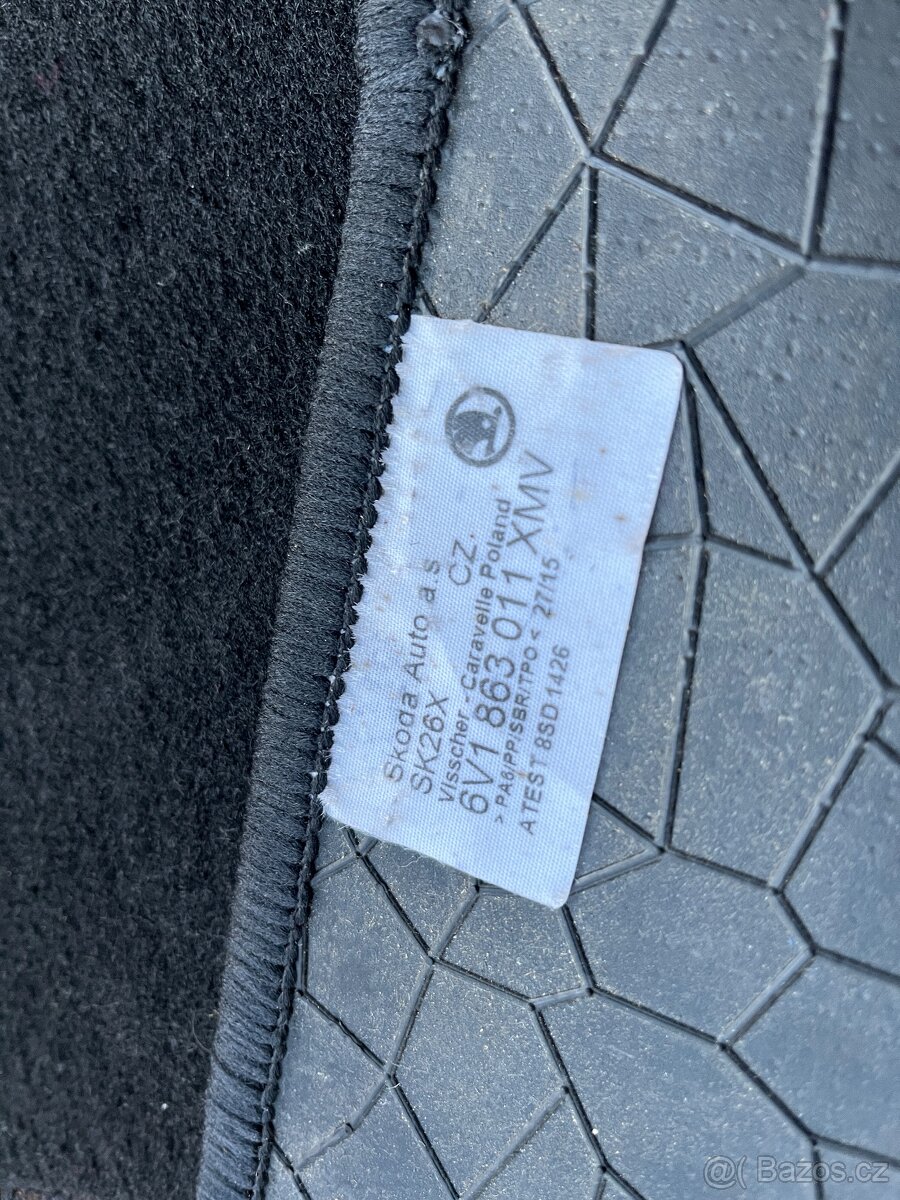 Skoda Auto a.s
SK26X CZ.
Visscher - Caravelle Poland
6V1 863 011 XMV
>PA6/PP/SBR/TPO< 27/15
ATEST 8SD 1426
@( Bazos.cz